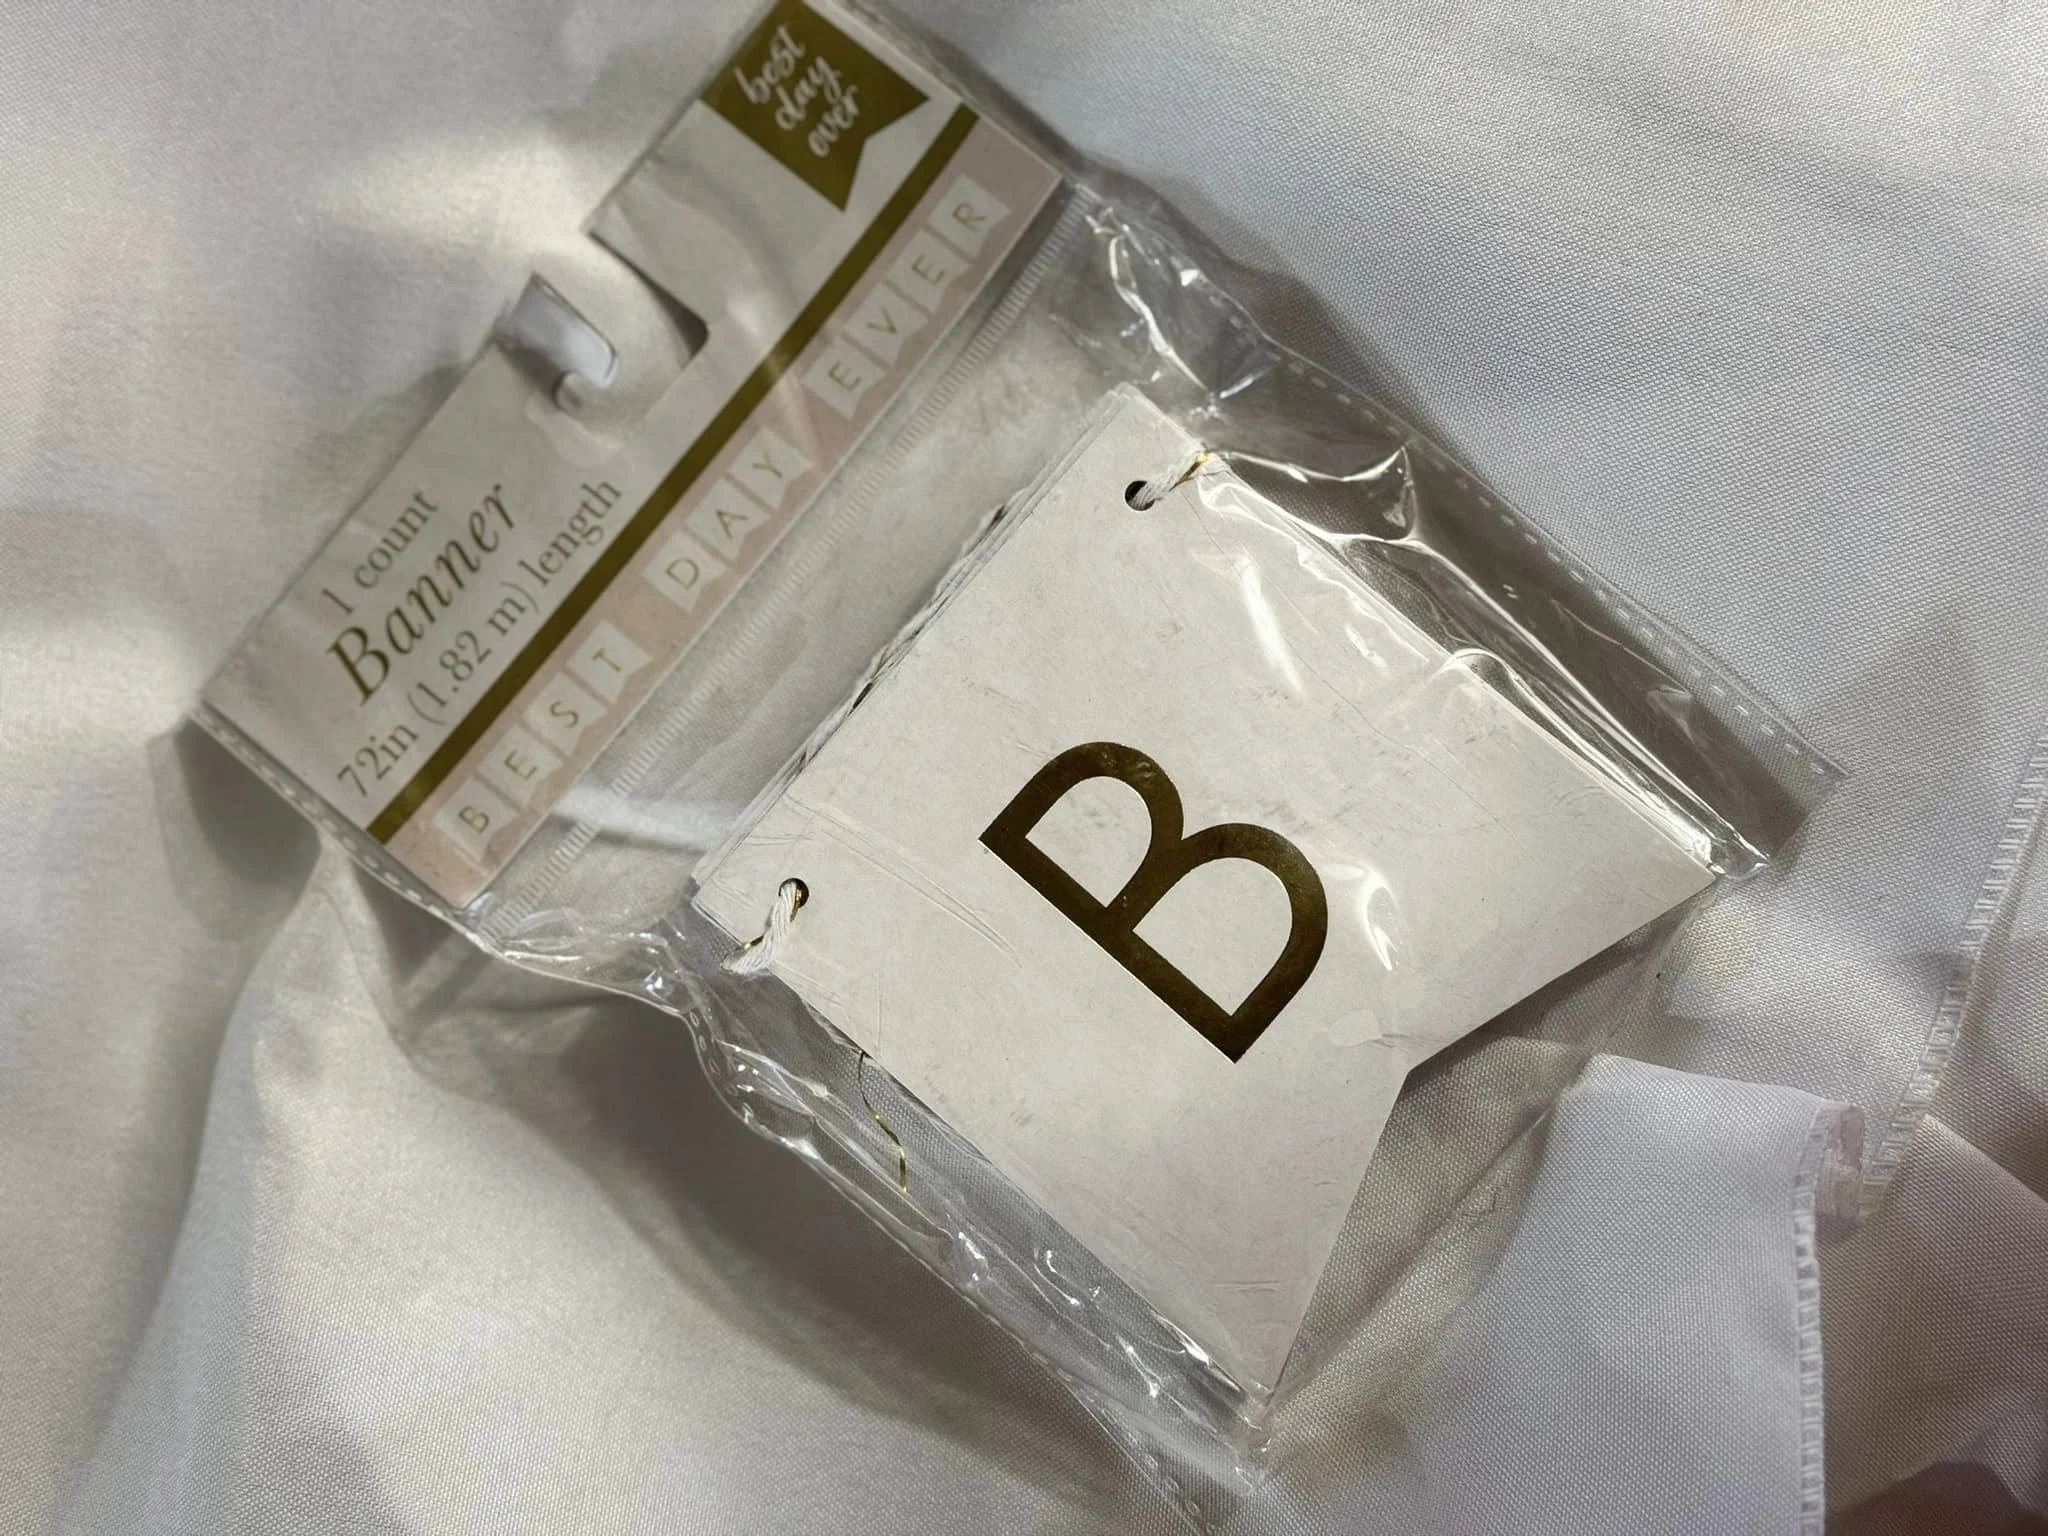 best
day
ever
1 count
Banner
72in (1.82 m) length
BEST DAY EVER
B